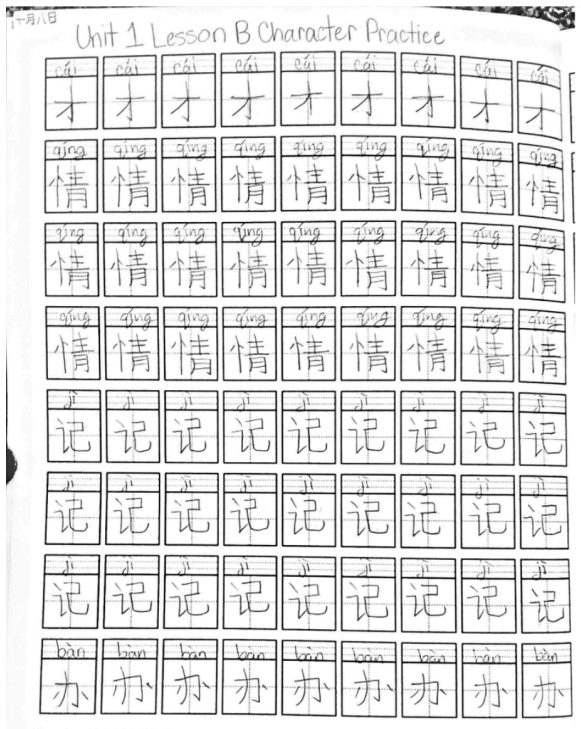 十月八日
Unit 1 Lesson B Character Practice
cái cái cái cái cái cái cái cái cái
才 才 才 才 才 才 才 才 才
qíng qíng qíng qíng qíng qíng qíng qíng qíng
情 情 情 情 情 情 情 情 情
qíng qíng qíng qíng qíng qíng qíng qíng qíng
情 情 情 情 情 情 情 情 情
qíng qíng qíng qíng qíng qíng qíng qíng qíng
情 情 情 情 情 情 情 情 情
jì jì jì jì jì jì jì jì jì
记 记 记 记 记 记 记 记 记
jì jì jì jì jì jì jì jì jì
记 记 记 记 记 记 记 记 记
jì jì jì jì jì jì jì jì jì
记 记 记 记 记 记 记 记 记
bàn bàn bàn bàn bàn bàn bàn bàn bàn
办 办 办 办 办 办 办 办 办